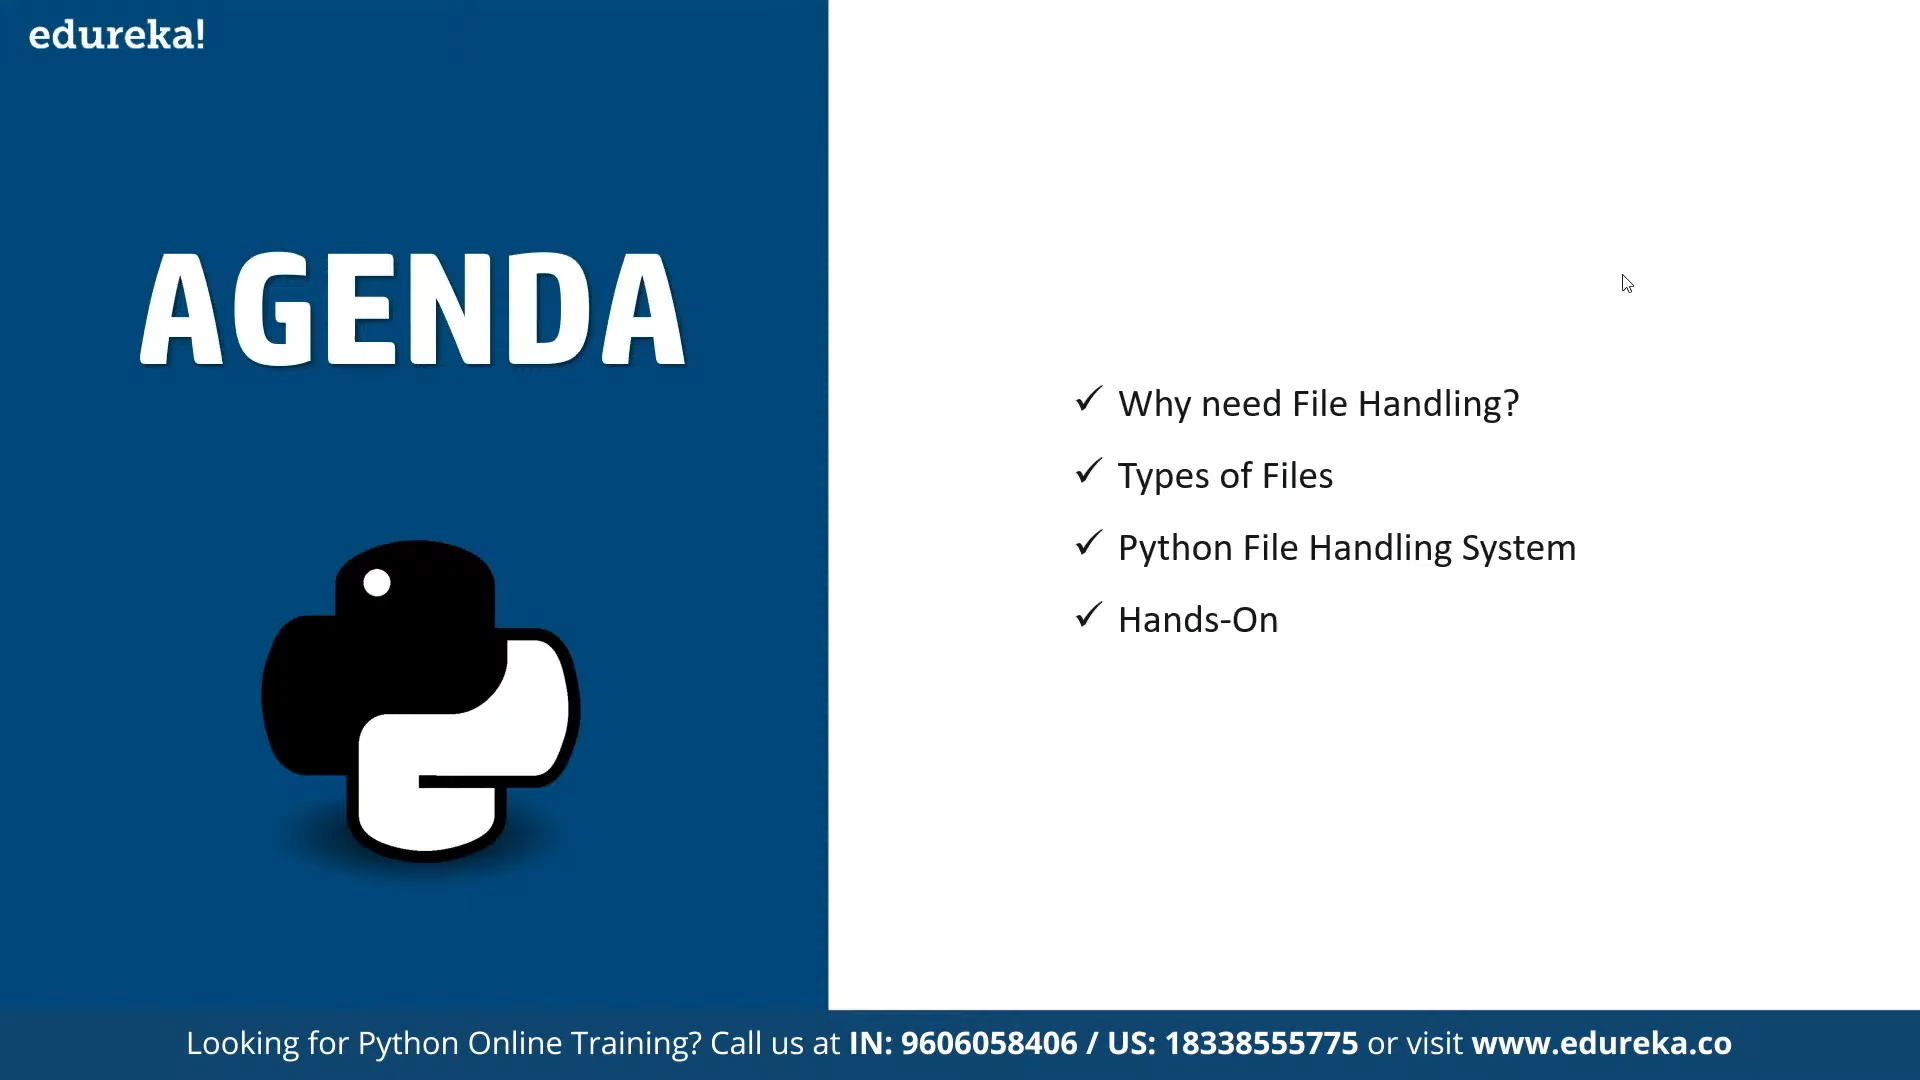 edureka!
AGENDA
✓ Why need File Handling?
✓ Types of Files
✓ Python File Handling System
✓ Hands-On
Looking for Python Online Training? Call us at IN: 9606058406 / US: 18338555775 or visit www.edureka.co